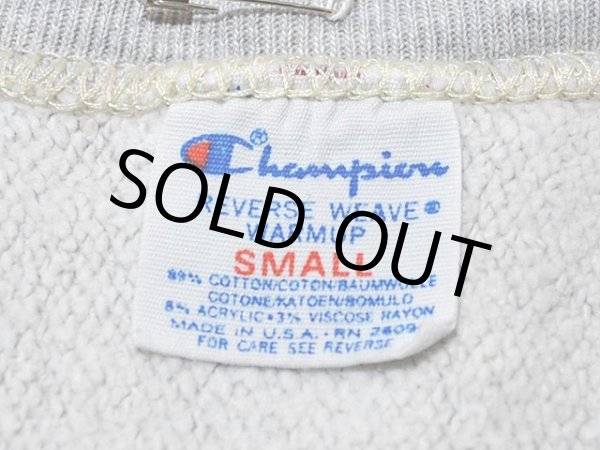 Champion®
REVERSE WEAVE®
WARMUP
SOLD OUT
SMALL
89% COTTON/COTON/BAUMWOLLE
COTONE/KATOEN/BOMULD
8% ACRYLIC • 3% VISCOSE RAYON
MADE IN U.S.A. • RN 26094
FOR CARE SEE REVERSE